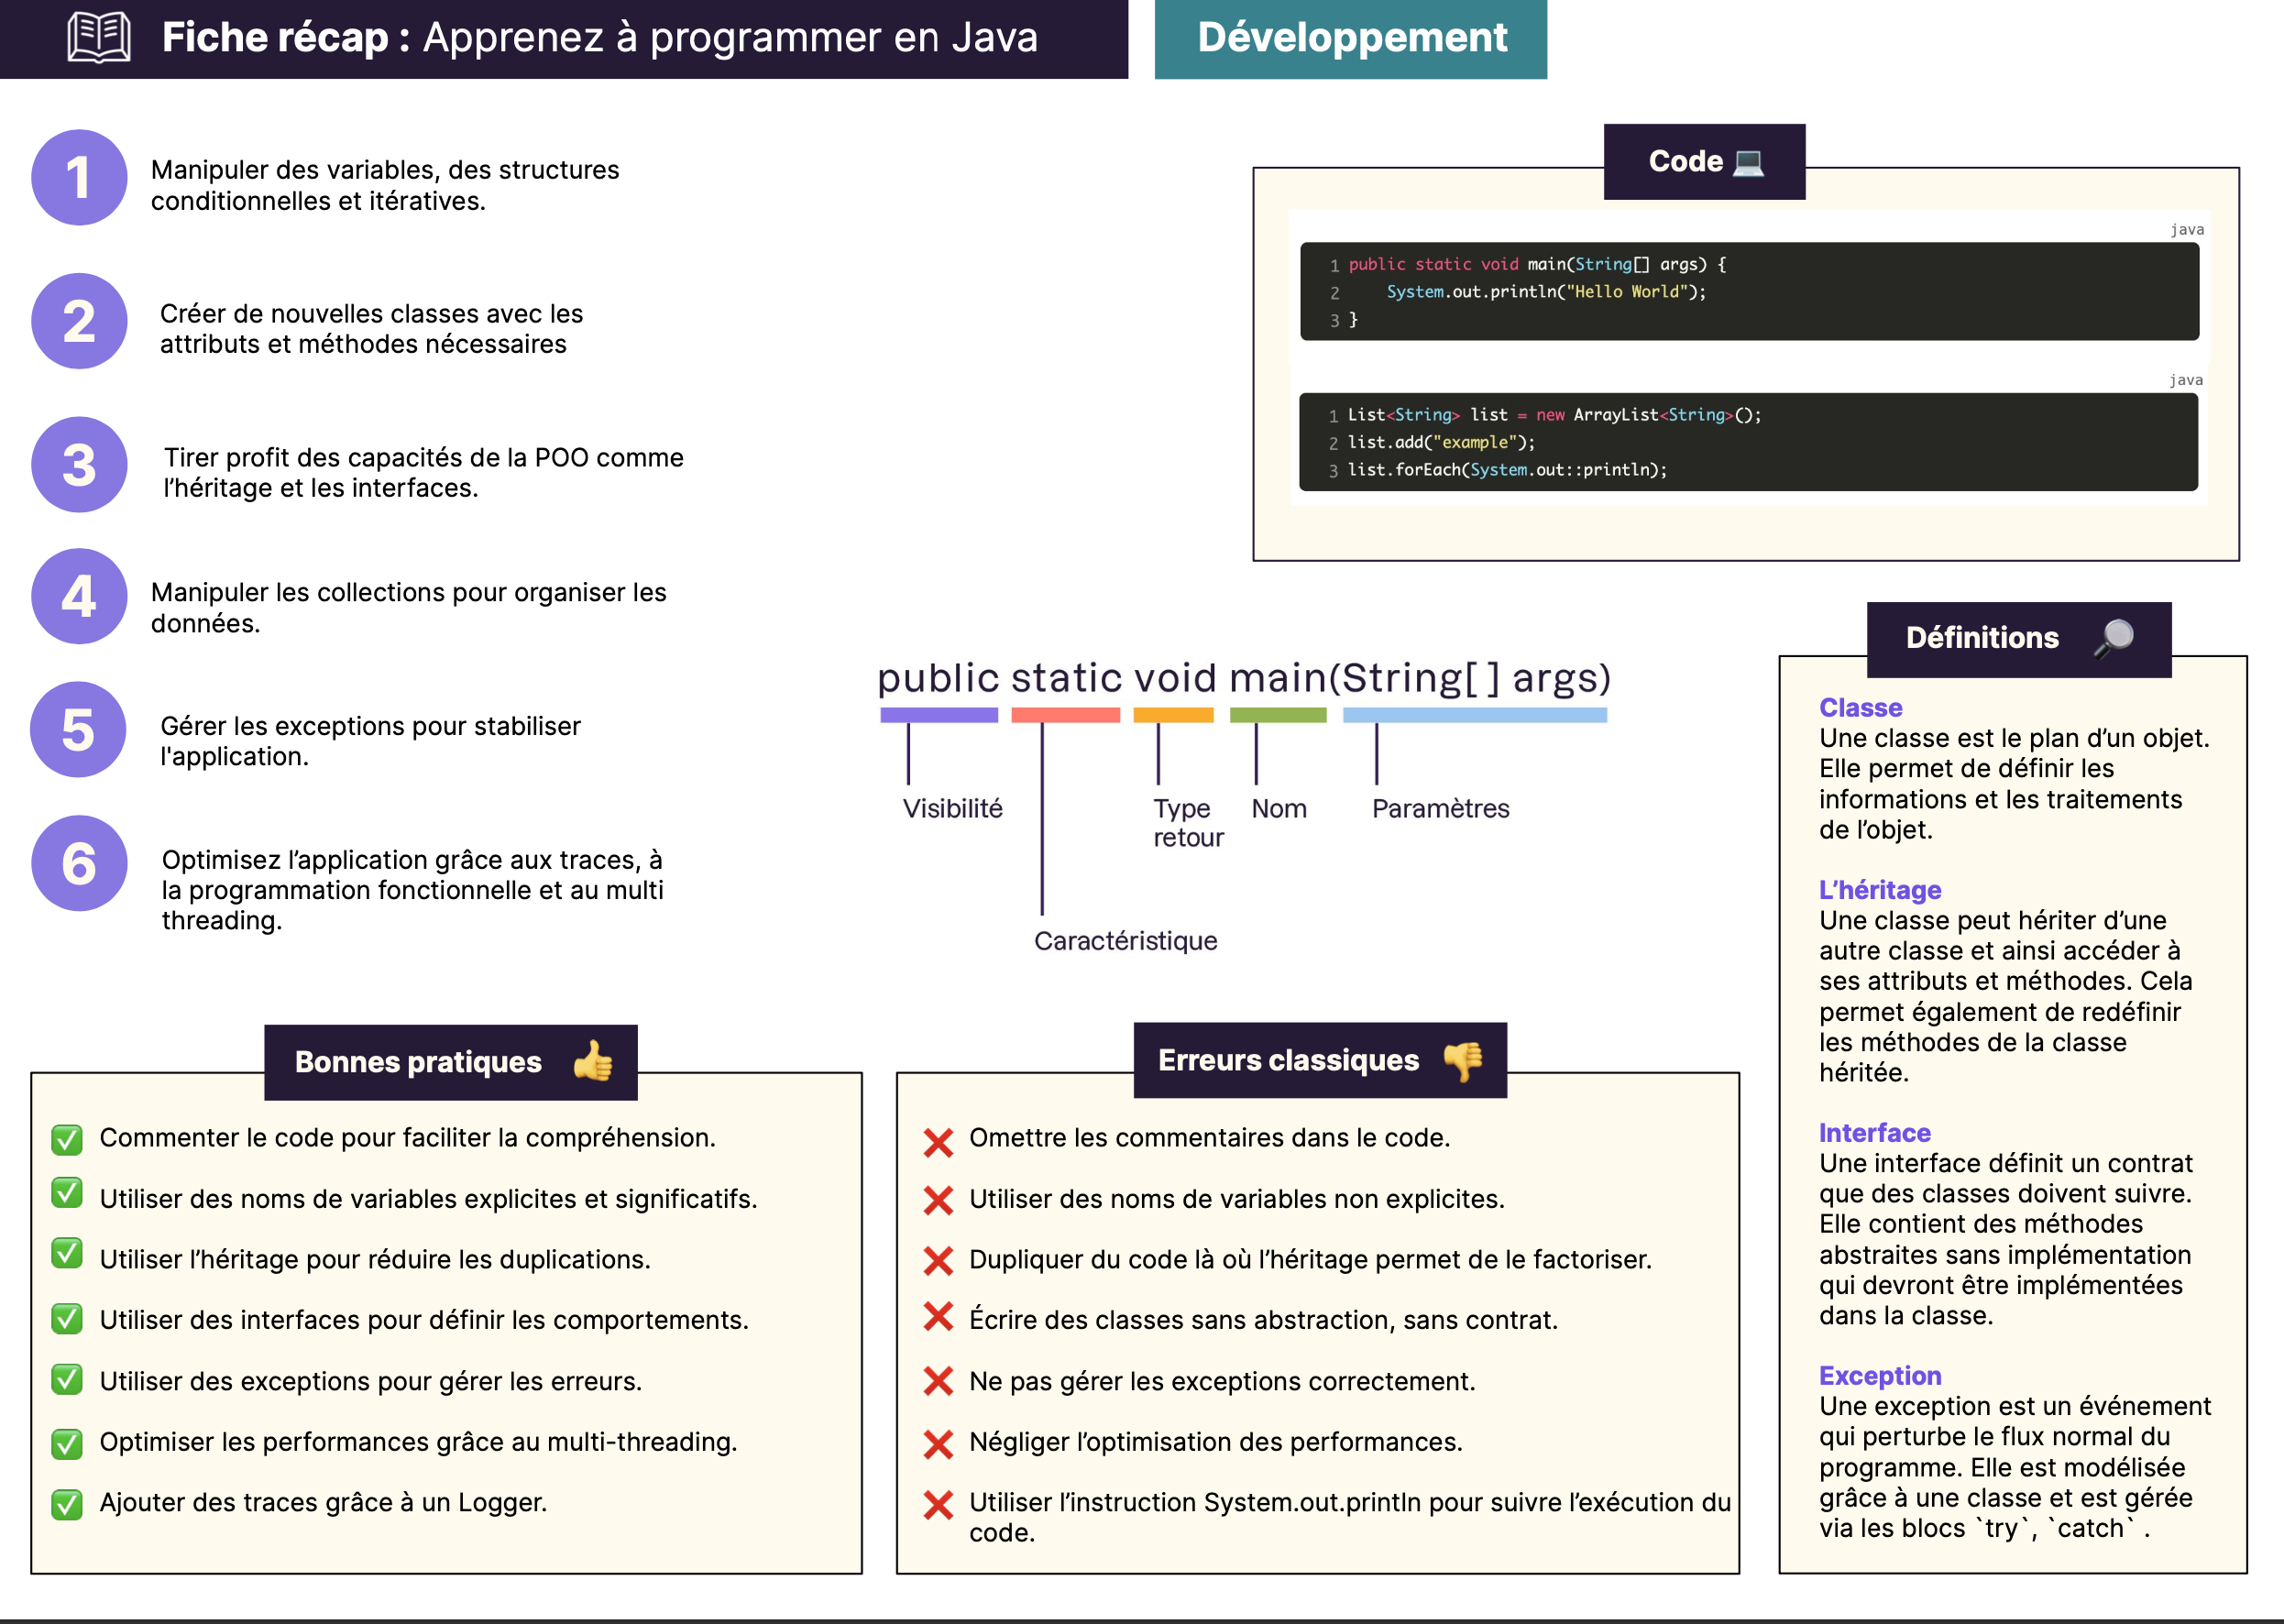 Fiche récap : Apprenez à programmer en Java
Développement
1
Manipuler des variables, des structures
conditionnelles et itératives.
2
Créer de nouvelles classes avec les
attributs et méthodes nécessaires
3
Tirer profit des capacités de la POO comme
l’héritage et les interfaces.
4
Manipuler les collections pour organiser les
données.
5
Gérer les exceptions pour stabiliser
l'application.
6
Optimisez l’application grâce aux traces, à
la programmation fonctionnelle et au multi
threading.
Code
java
1 public static void main(String[] args) {
2     System.out.println("Hello World");
3 }
java
1 List<String> list = new ArrayList<String>();
2 list.add("example");
3 list.forEach(System.out::println);
public static void main(String[ ] args)
Visibilité
Type
retour
Nom
Paramètres
Caractéristique
Définitions
Classe
Une classe est le plan d’un objet.
Elle permet de définir les
informations et les traitements
de l’objet.
L’héritage
Une classe peut hériter d’une
autre classe et ainsi accéder à
ses attributs et méthodes. Cela
permet également de redéfinir
les méthodes de la classe
héritée.
Interface
Une interface définit un contrat
que des classes doivent suivre.
Elle contient des méthodes
abstraites sans implémentation
qui devront être implémentées
dans la classe.
Exception
Une exception est un événement
qui perturbe le flux normal du
programme. Elle est modélisée
grâce à une classe et est gérée
via les blocs `try`, `catch` .
Bonnes pratiques
Commenter le code pour faciliter la compréhension.
Utiliser des noms de variables explicites et significatifs.
Utiliser l’héritage pour réduire les duplications.
Utiliser des interfaces pour définir les comportements.
Utiliser des exceptions pour gérer les erreurs.
Optimiser les performances grâce au multi-threading.
Ajouter des traces grâce à un Logger.
Erreurs classiques
Omettre les commentaires dans le code.
Utiliser des noms de variables non explicites.
Dupliquer du code là où l’héritage permet de le factoriser.
Écrire des classes sans abstraction, sans contrat.
Ne pas gérer les exceptions correctement.
Négliger l’optimisation des performances.
Utiliser l’instruction System.out.println pour suivre l’exécution du
code.